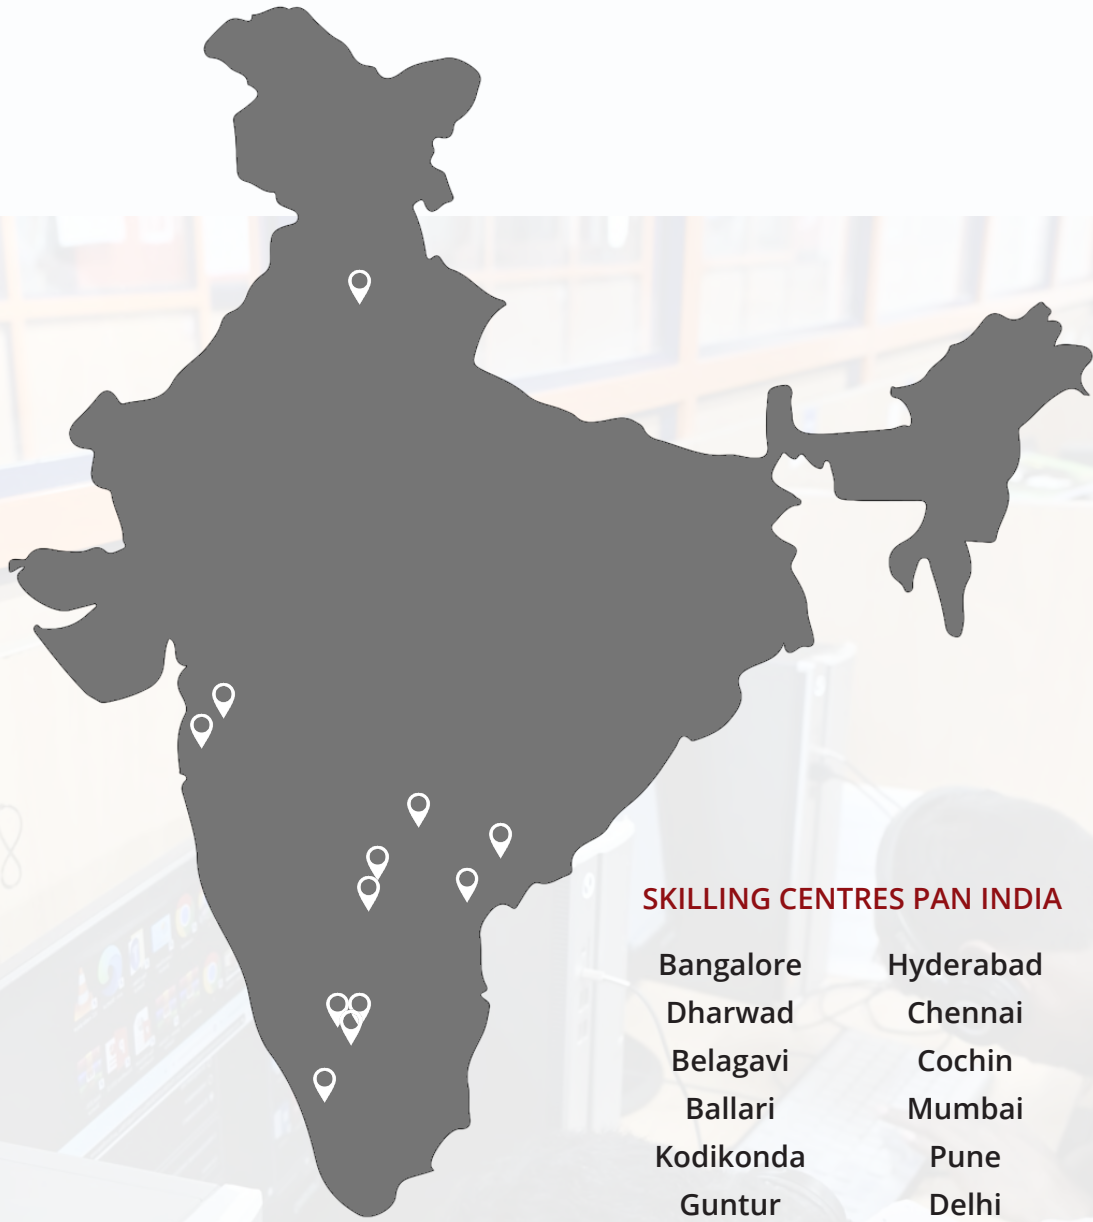 SKILLING CENTRES PAN INDIA
Bangalore
Dharwad
Belagavi
Ballari
Kodikonda
Guntur
Hyderabad
Chennai
Cochin
Mumbai
Pune
Delhi